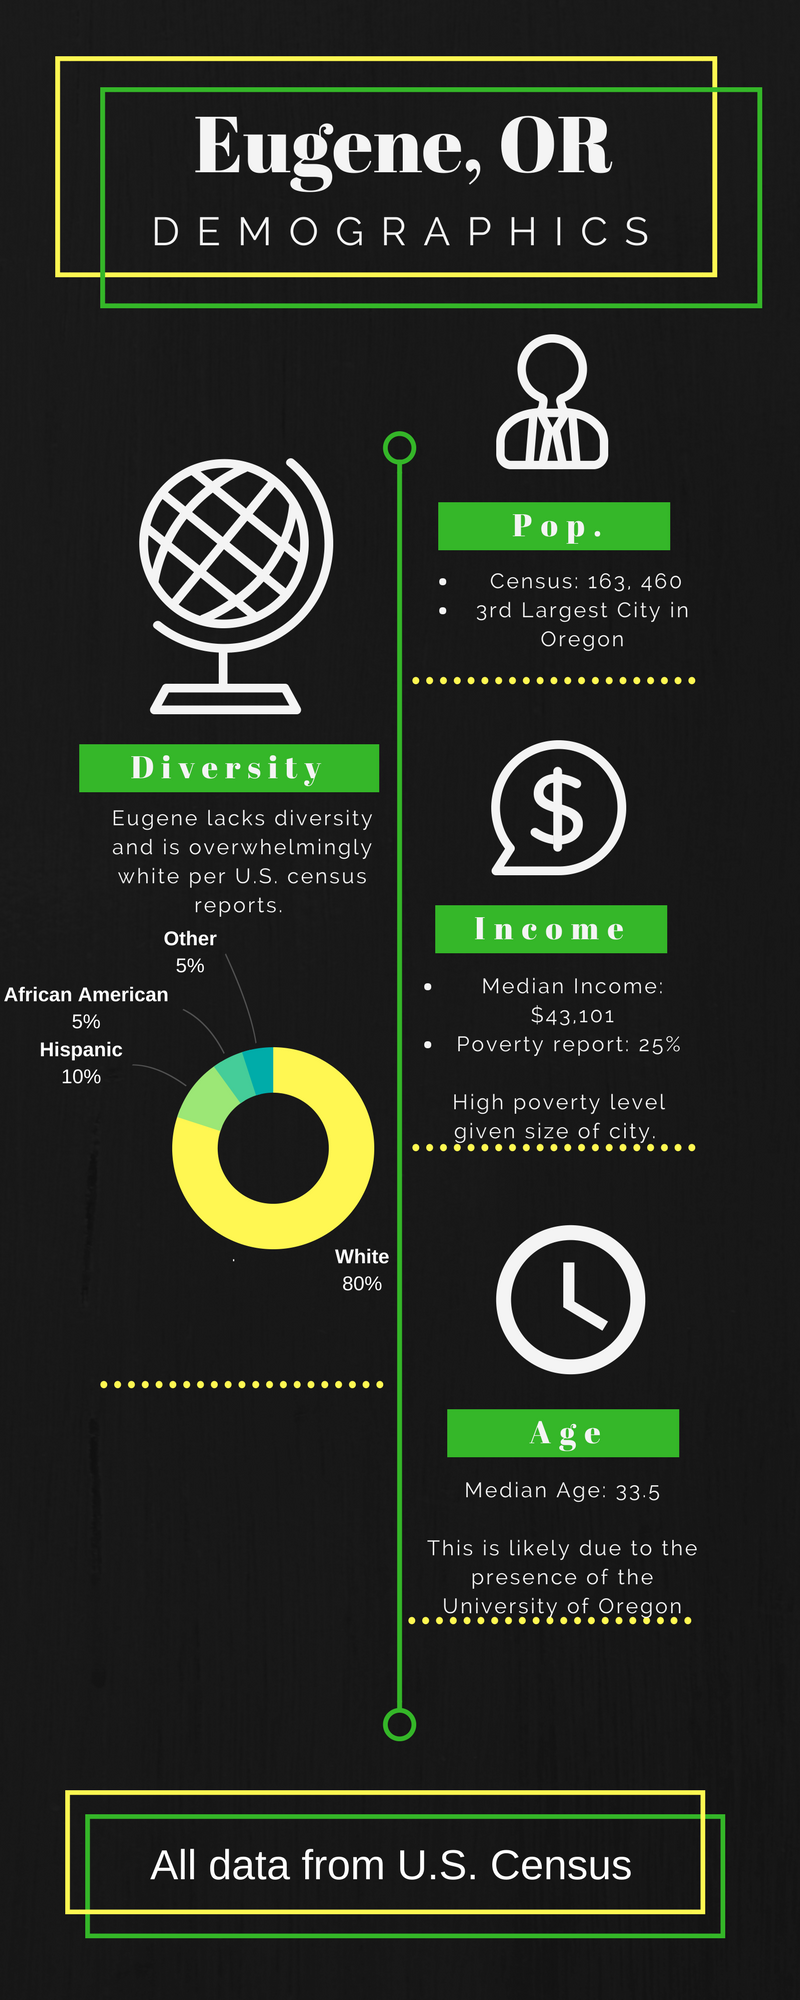 Eugene, OR
DEMOGRAPHICS
Pop.
• Census: 163, 460
• 3rd Largest City in
Oregon
Diversity
Eugene lacks diversity
and is overwhelmingly
white per U.S. census
reports.
Other
5%
African American
5%
Hispanic
10%
White
80%
Income
• Median Income:
$43,101
• Poverty report: 25%
High poverty level
given size of city.
Age
Median Age: 33.5
This is likely due to the
presence of the
University of Oregon
All data from U.S. Census